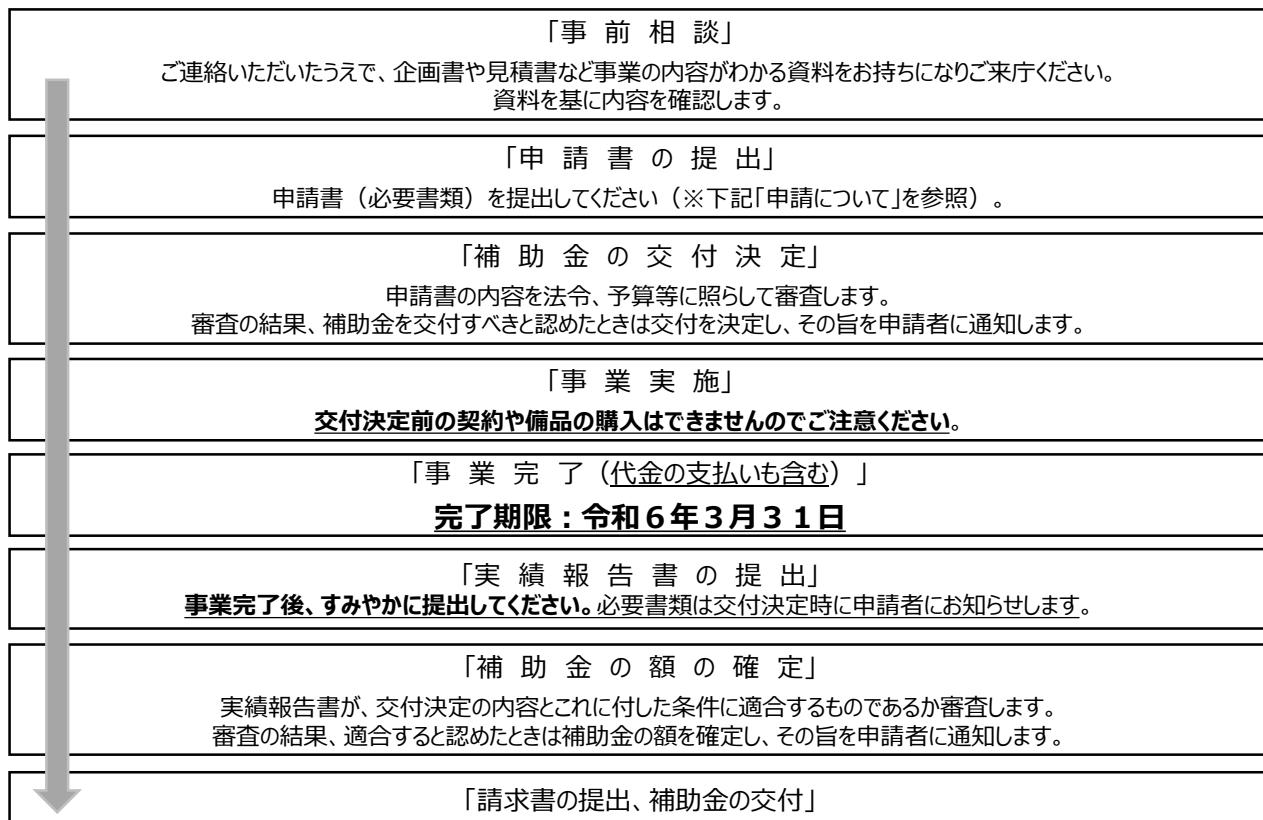 「事 前 相 談」
ご連絡いただいたうえで、企画書や見積書など事業の内容がわかる資料をお持ちになりご来庁ください。
資料を基に内容を確認します。
「申 請 書 の 提 出」
申請書（必要書類）を提出してください（※下記「申請について」を参照）。
「補 助 金 の 交 付 決 定」
申請書の内容を法令、予算等に照らして審査します。
審査の結果、補助金を交付すべきと認めたときは交付を決定し、その旨を申請者に通知します。
「事 業 実 施」
交付決定前の契約や備品の購入はできませんのでご注意ください。
「事 業 完 了（代金の支払いも含む）」
完了期限：令和６年３月３１日
「実 績 報 告 書 の 提 出」
事業完了後、すみやかに提出してください。必要書類は交付決定時に申請者にお知らせします。
「補 助 金 の 額 の 確 定」
実績報告書が、交付決定の内容とこれに付した条件に適合するものであるか審査します。
審査の結果、適合すると認めたときは補助金の額を確定し、その旨を申請者に通知します。
「請求書の提出、補助金の交付」